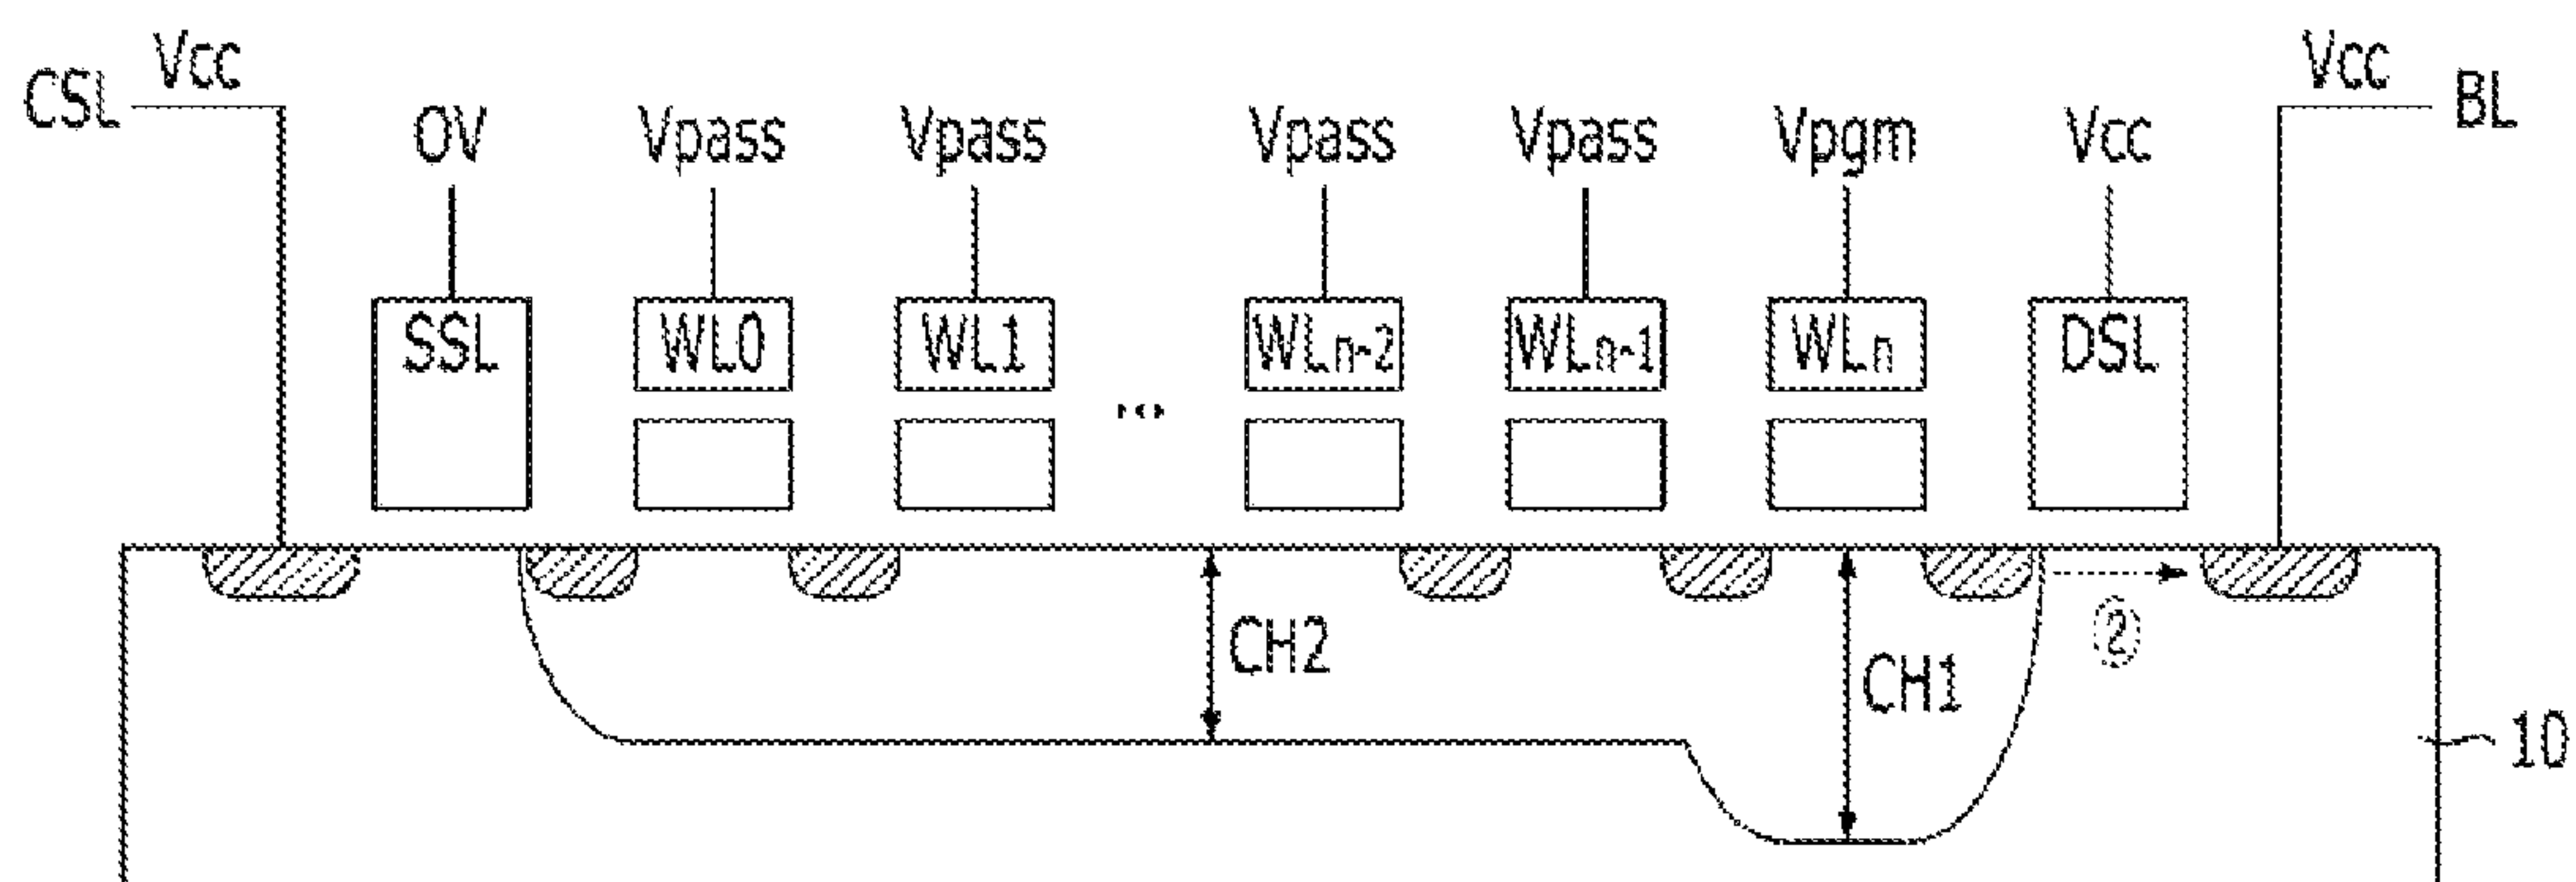 Vcc Vcc
CSL BL
0V Vpass Vpass Vpass Vpass Vpgm Vcc
SSL WL0 WL1 WLn-2 WLn-1 WLn DSL
...
②
CH2 CH1
10